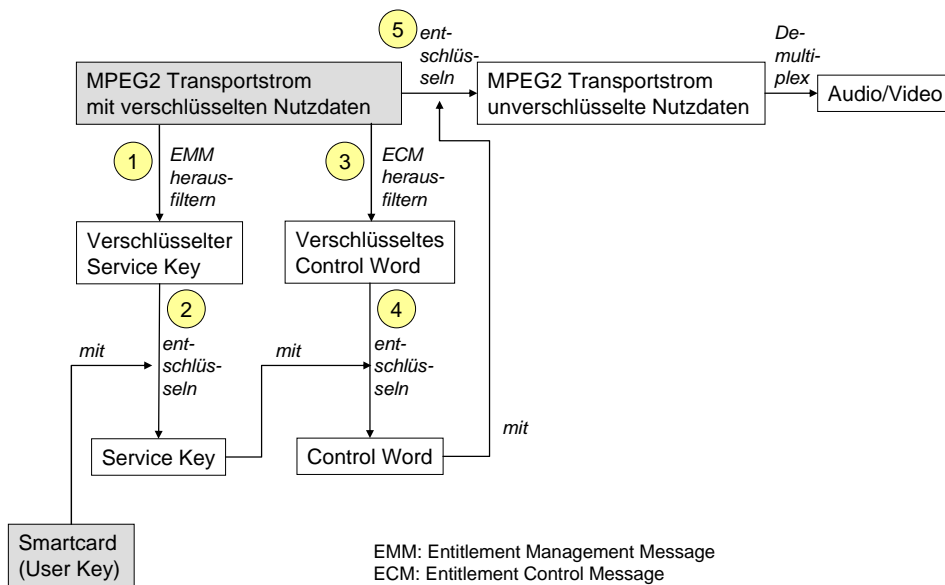 5
ent-
schlüs-
seln
De-
multi-
plex
MPEG2 Transportstrom
mit verschlüsselten Nutzdaten
MPEG2 Transportstrom
unverschlüsselte Nutzdaten
Audio/Video
1
EMM
heraus-
filtern
3
ECM
heraus-
filtern
Verschlüsselter
Service Key
Verschlüsseltes
Control Word
2
4
mit
ent-
schlüs-
seln
mit
ent-
schlüs-
seln
mit
Service Key
Control Word
Smartcard
(User Key)
EMM: Entitlement Management Message
ECM: Entitlement Control Message